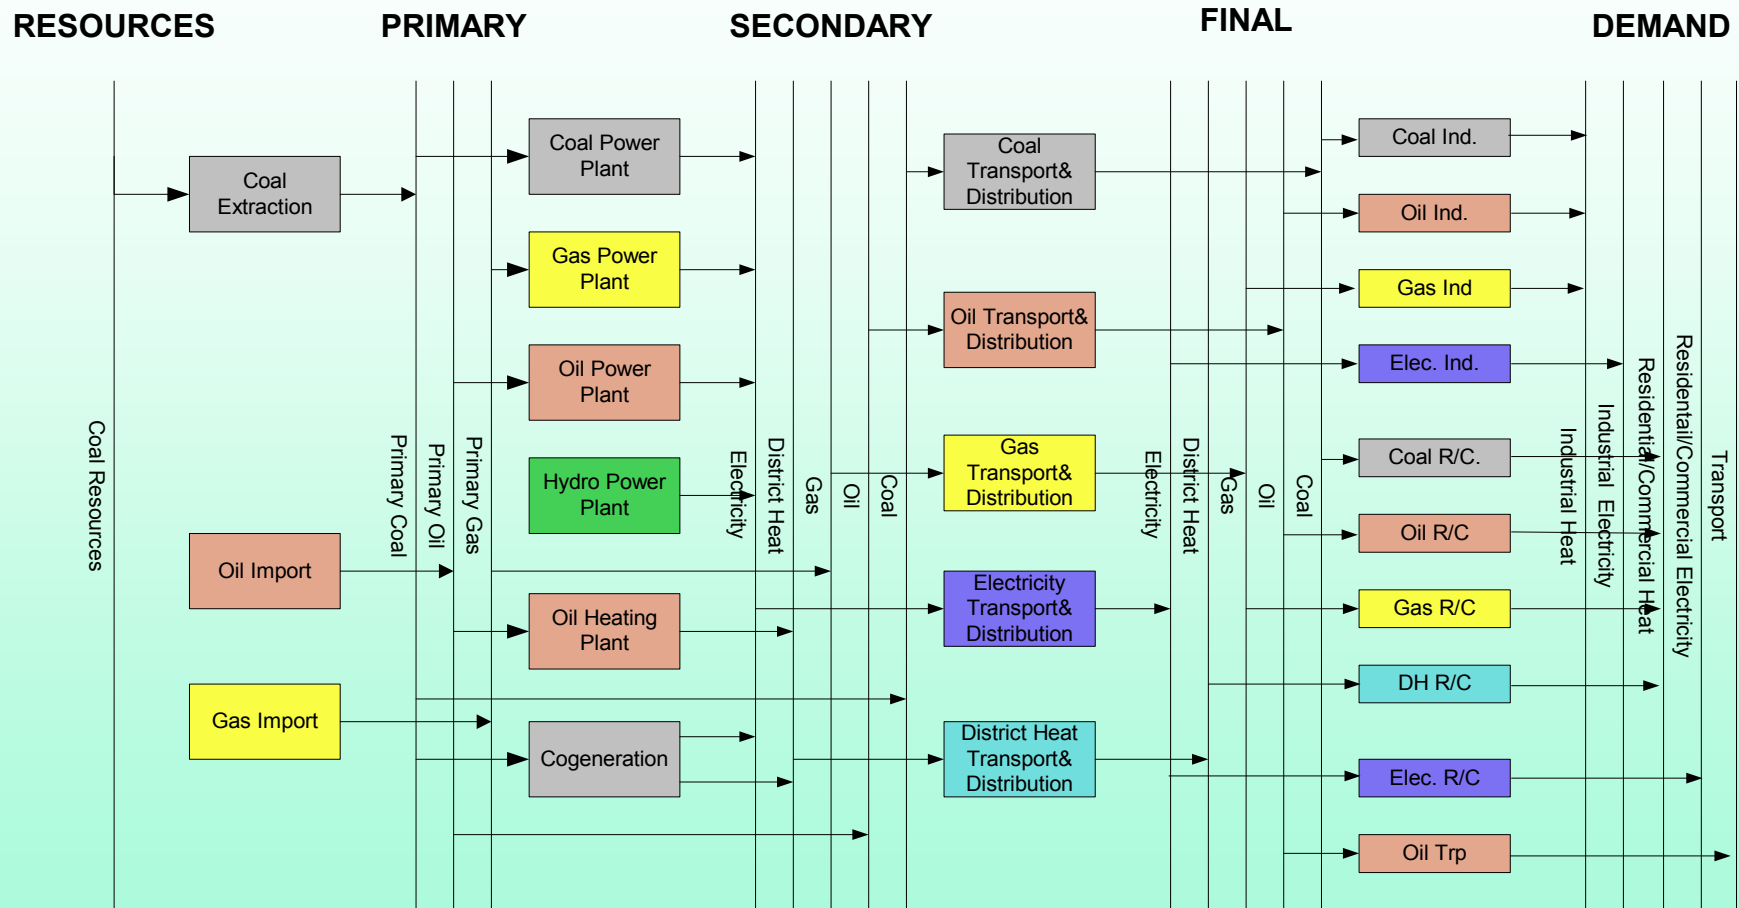 RESOURCES
PRIMARY
SECONDARY
FINAL
DEMAND
Coal Resources
Coal
Extraction
Oil Import
Gas Import
Primary Coal
Primary Oil
Primary Gas
Coal Power
Plant
Gas Power
Plant
Oil Power
Plant
Hydro Power
Plant
Oil Heating
Plant
Cogeneration
Electricity
District Heat
Gas
Oil
Coal
Coal
Transport&
Distribution
Oil Transport&
Distribution
Gas
Transport&
Distribution
Electricity
Transport&
Distribution
District Heat
Transport&
Distribution
Electricity
District Heat
Gas
Oil
Coal
Coal Ind.
Oil Ind.
Gas Ind
Elec. Ind.
Coal R/C.
Oil R/C
Gas R/C
DH R/C
Elec. R/C
Oil Trp
Industrial Heat
Industrial Electricity
Residential/Commercial Heat
Residentail/Commercial Electricity
Transport